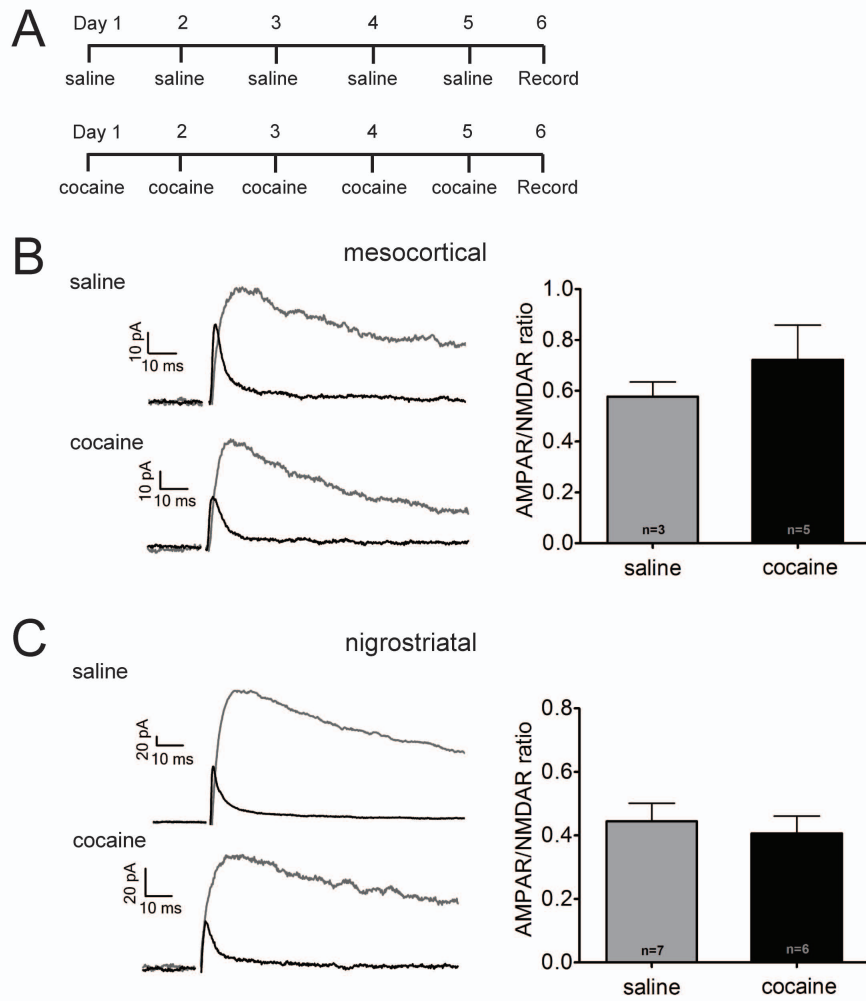 A
Day 1 2 3 4 5 6
saline saline saline saline saline Record
Day 1 2 3 4 5 6
cocaine cocaine cocaine cocaine cocaine Record
B
mesocortical
saline
10 pA
10 ms
cocaine
10 pA
10 ms
AMPAR/NMDAR ratio
1.0
0.8
0.6
0.4
0.2
0.0
n=3
n=5
saline cocaine
C
nigrostriatal
saline
20 pA
10 ms
cocaine
20 pA
10 ms
AMPAR/NMDAR ratio
0.8
0.6
0.4
0.2
0.0
n=7
n=6
saline cocaine